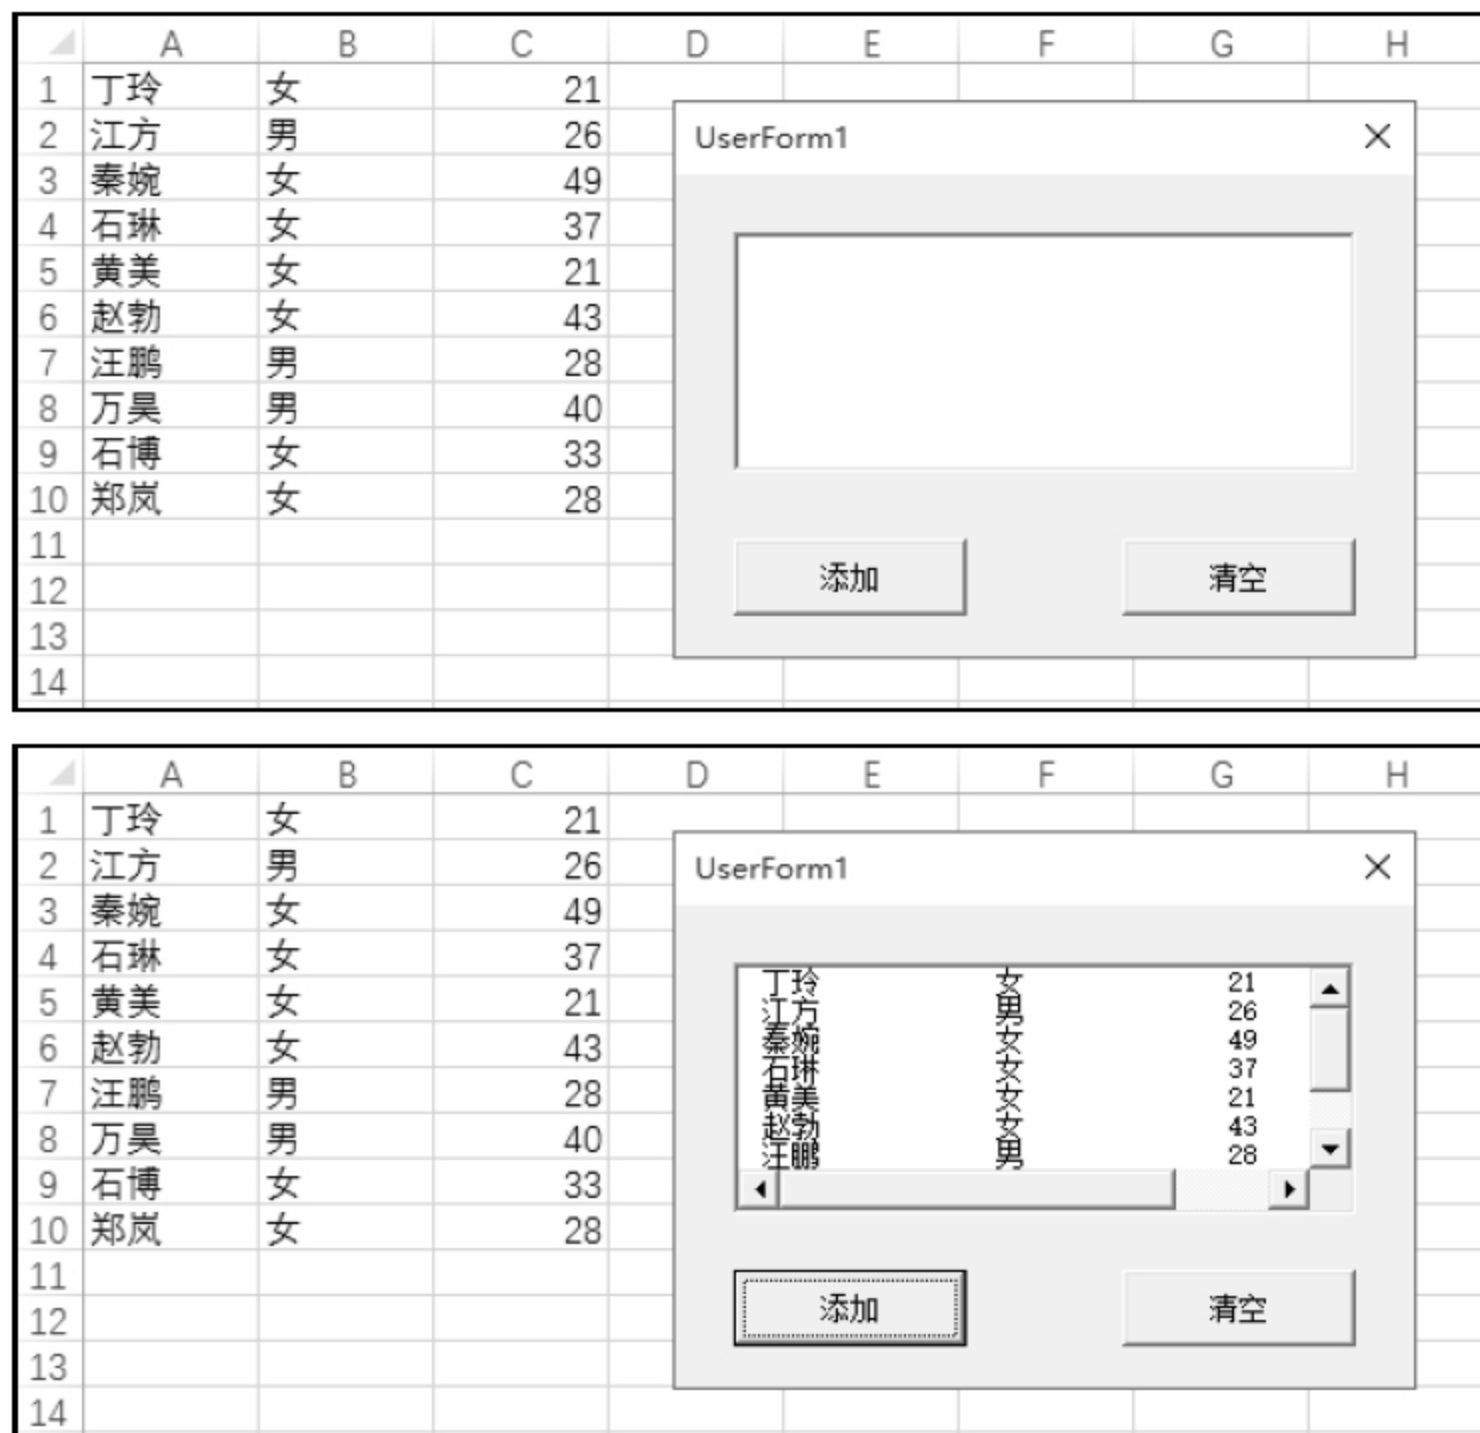 A B C D E F G H
1 丁玲 女 21
2 江方 男 26
3 秦婉 女 49
4 石琳 女 37
5 黄美 女 21
6 赵勃 女 43
7 汪鹏 男 28
8 万昊 男 40
9 石博 女 33
10 郑岚 女 28
11
12
13
14
UserForm1
添加 清空
A B C D E F G H
1 丁玲 女 21
2 江方 男 26
3 秦婉 女 49
4 石琳 女 37
5 黄美 女 21
6 赵勃 女 43
7 汪鹏 男 28
8 万昊 男 40
9 石博 女 33
10 郑岚 女 28
11
12
13
14
UserForm1
丁玲 女 21
江方 男 26
秦婉 女 49
石琳 女 37
黄美 女 21
赵勃 女 43
汪鹏 男 28
添加 清空